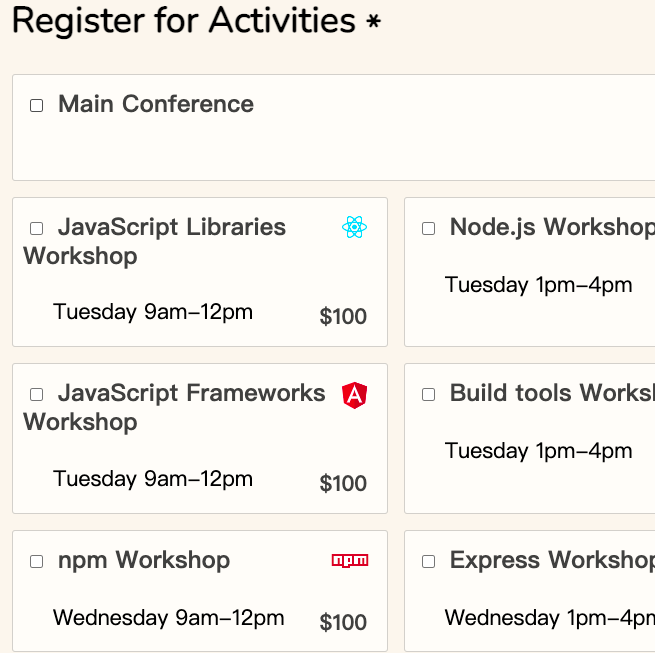 Register for Activities *
Main Conference
JavaScript Libraries
Workshop
Tuesday 9am–12pm
$100
Node.js Workshop
Tuesday 1pm–4pm
JavaScript Frameworks
Workshop
Tuesday 9am–12pm
$100
Build tools
Tuesday 1pm–4pm
npm Workshop
npm
Wednesday 9am–12pm
$100
Express Workshop
Wednesday 1pm–4pm